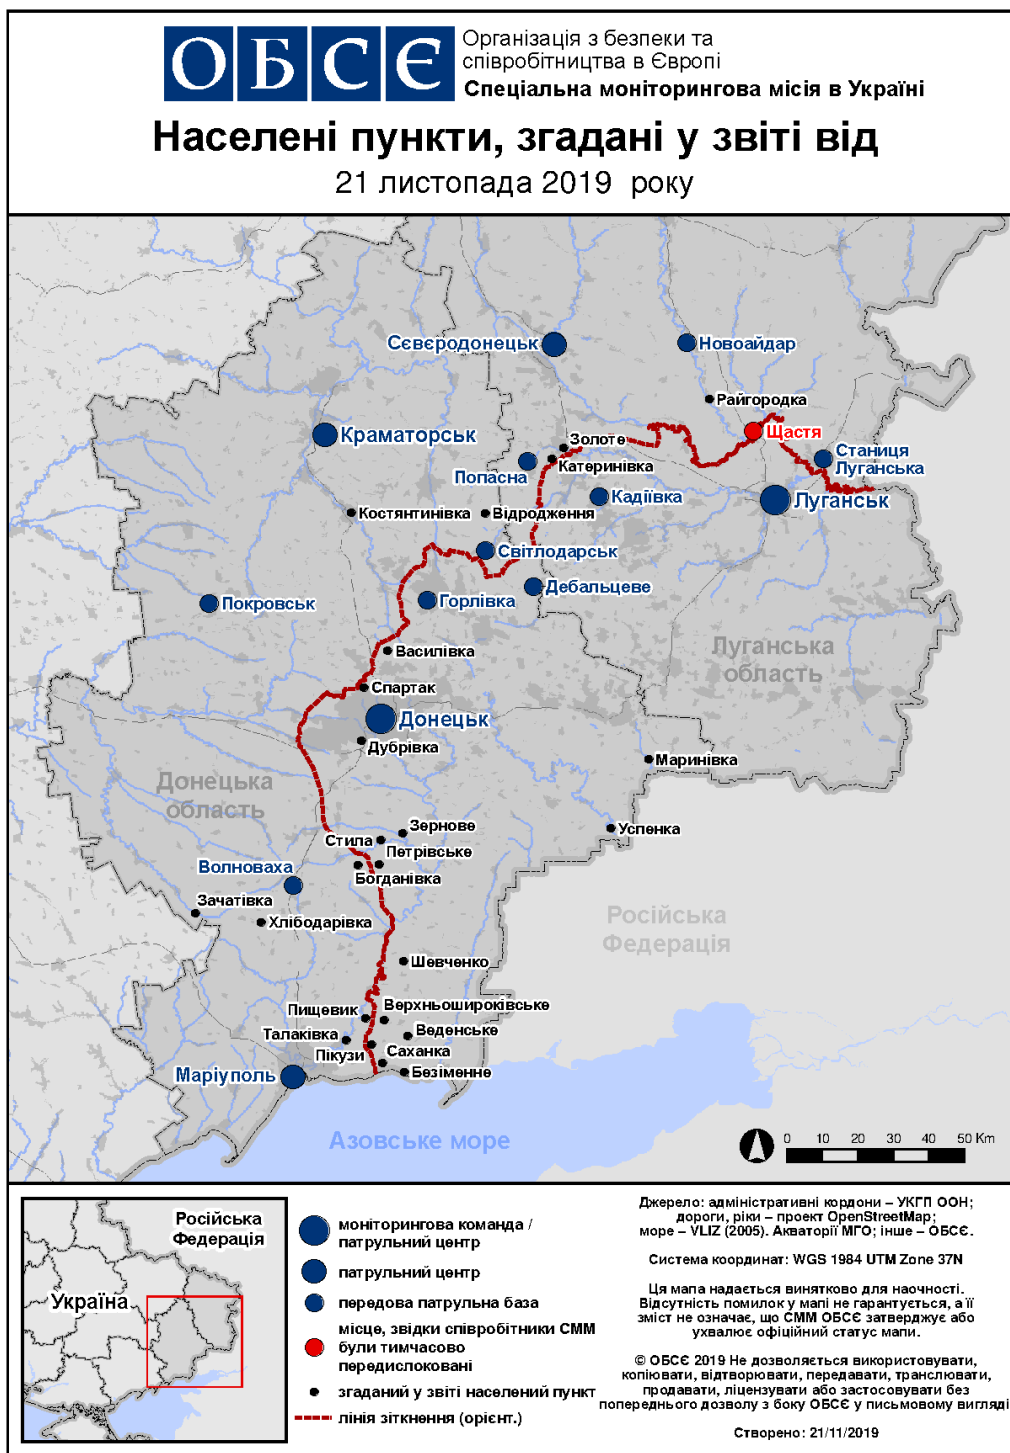 ОБСЄ
Організація з безпеки та
співробітництва в Європі
Спеціальна моніторингова місія в Україні
Населені пункти, згадані у звіті від
21 листопада 2019 року
Сєвєродонецьк
Новоайдар
Райгородка
Щастя
Краматорськ
Золоте
Катеринівка
Попасна
Станиця
Луганська
Кадіївка
Луганськ
Костянтинівка
Відродження
Світлодарськ
Дебальцеве
Покровськ
Горлівка
Луганська
область
Василівка
Спартак
Донецьк
Дубрівка
Маринівка
Донецька
область
Зернове
Успенка
Стила
Петрівське
Богданівка
Волноваха
Зачатівка
Хлібодарівка
Російська
Федерація
Шевченко
Пищевик
Верхньошироківське
Талаківка
Веденське
Пікузи
Саханка
Безіменне
Маріуполь
Азовське море
0 10 20 30 40 50 Km
Російська
Федерація
Україна
моніторингова команда /
патрульний центр
патрульний центр
передова патрульна база
місце, звідки співробітники СММ
були тимчасово
передислоковані
згаданий у звіті населений пункт
лінія зіткнення (орієнт.)
Джерело: адміністративні кордони – УКГП ООН;
дороги, ріки – проект OpenStreetMap;
море – VLIZ (2005). Акваторії МГО; інше – ОБСЄ.
Система координат: WGS 1984 UTM Zone 37N
Ця мапа надається винятково для наочності.
Відсутність помилок у мапі не гарантується, а її
зміст не означає, що СММ ОБСЄ затверджує або
ухвалює офіційний статус мапи.
© ОБСЄ 2019 Не дозволяється використовувати,
копіювати, відтворювати, передавати, транслювати,
продавати, ліцензувати або застосовувати без
попереднього дозволу з боку ОБСЄ у письмовому вигляді
Створено: 21/11/2019